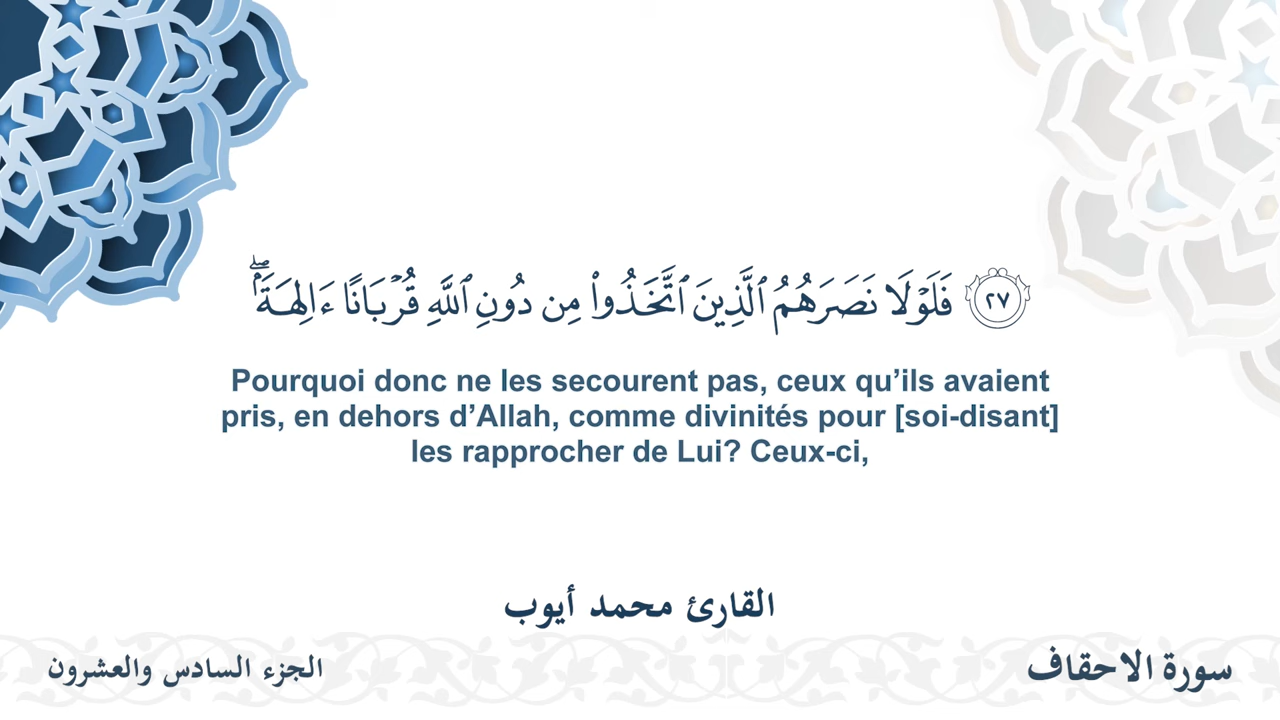 ٢٧ فَلَوۡلَا نَصَرَهُمُ ٱلَّذِينَ ٱتَّخَذُواْ مِن دُونِ ٱللَّهِ قُرۡبَانًا ءَالِهَةَۢۖ
Pourquoi donc ne les secourent pas, ceux qu’ils avaient
pris, en dehors d’Allah, comme divinités pour [soi-disant]
les rapprocher de Lui? Ceux-ci,
القارئ محمد أيوب
سورة الاحقاف
الجزء السادس والعشرون